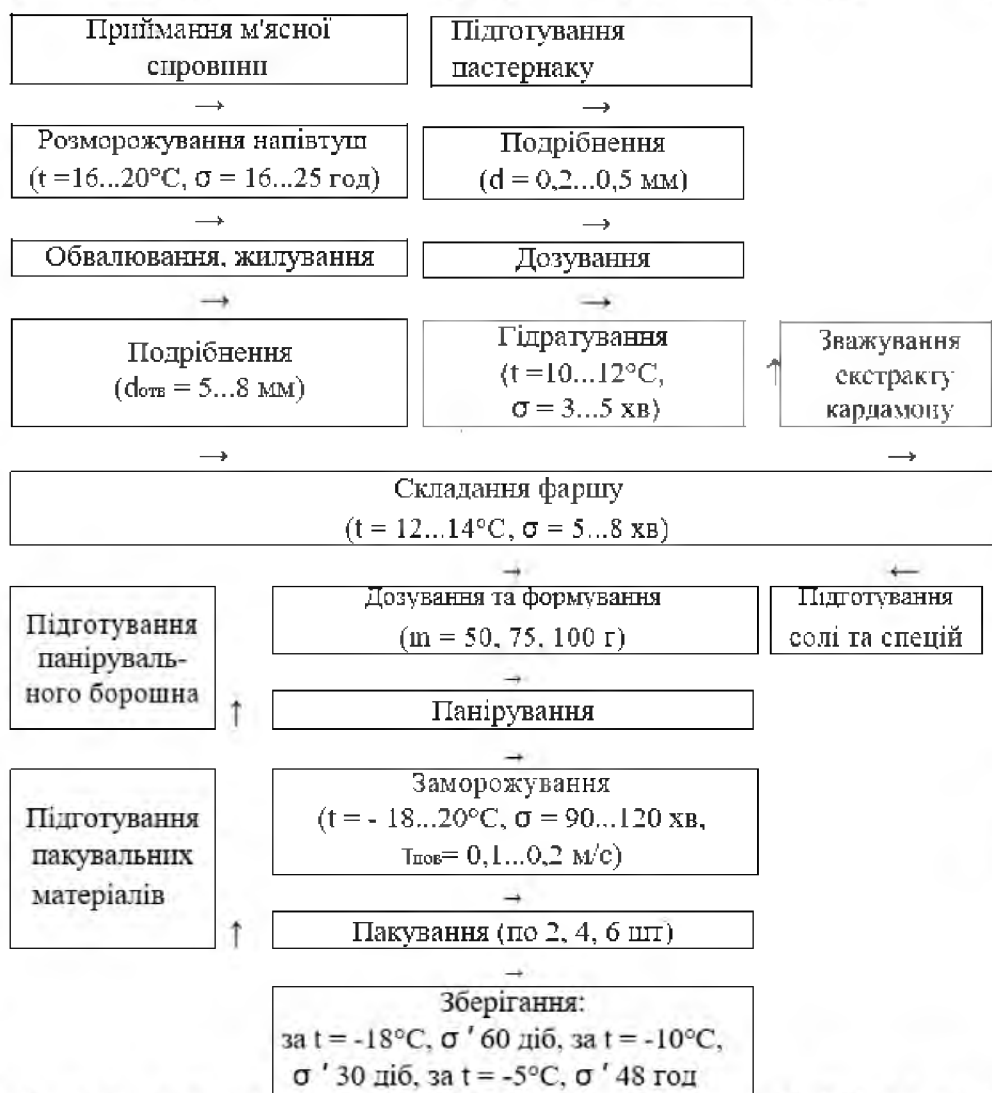 Приймання м'ясної
сировини
Підготування
пастернаку
→
→
Розморожування напівтуш
(t =16...20°C, σ = 16...25 год)
Подрібнення
(d = 0,2...0,5 мм)
→
→
Обвалювання, жилування
Дозування
→
→
Подрібнення
(dотв = 5...8 мм)
Гідратування
(t =10...12°C,
σ = 3...5 хв)
↑
Зважування
екстракту
кардамону
→
→
Складання фаршу
(t = 12...14°C, σ = 5...8 хв)
→
←
Підготування
паніруваль-
ного борошна
Дозування та формування
(m = 50, 75, 100 г)
Підготування
солі та спецій
→
↑
Панірування
→
Підготування
пакувальних
матеріалів
Заморожування
(t = - 18...20°C, σ = 90...120 хв,
τпов= 0,1...0,2 м/с)
→
↑
Пакування (по 2, 4, 6 шт)
→
Зберігання:
за t = -18°C, σ ′ 60 діб, за t = -10°C,
σ ′ 30 діб, за t = -5°C, σ ′ 48 год